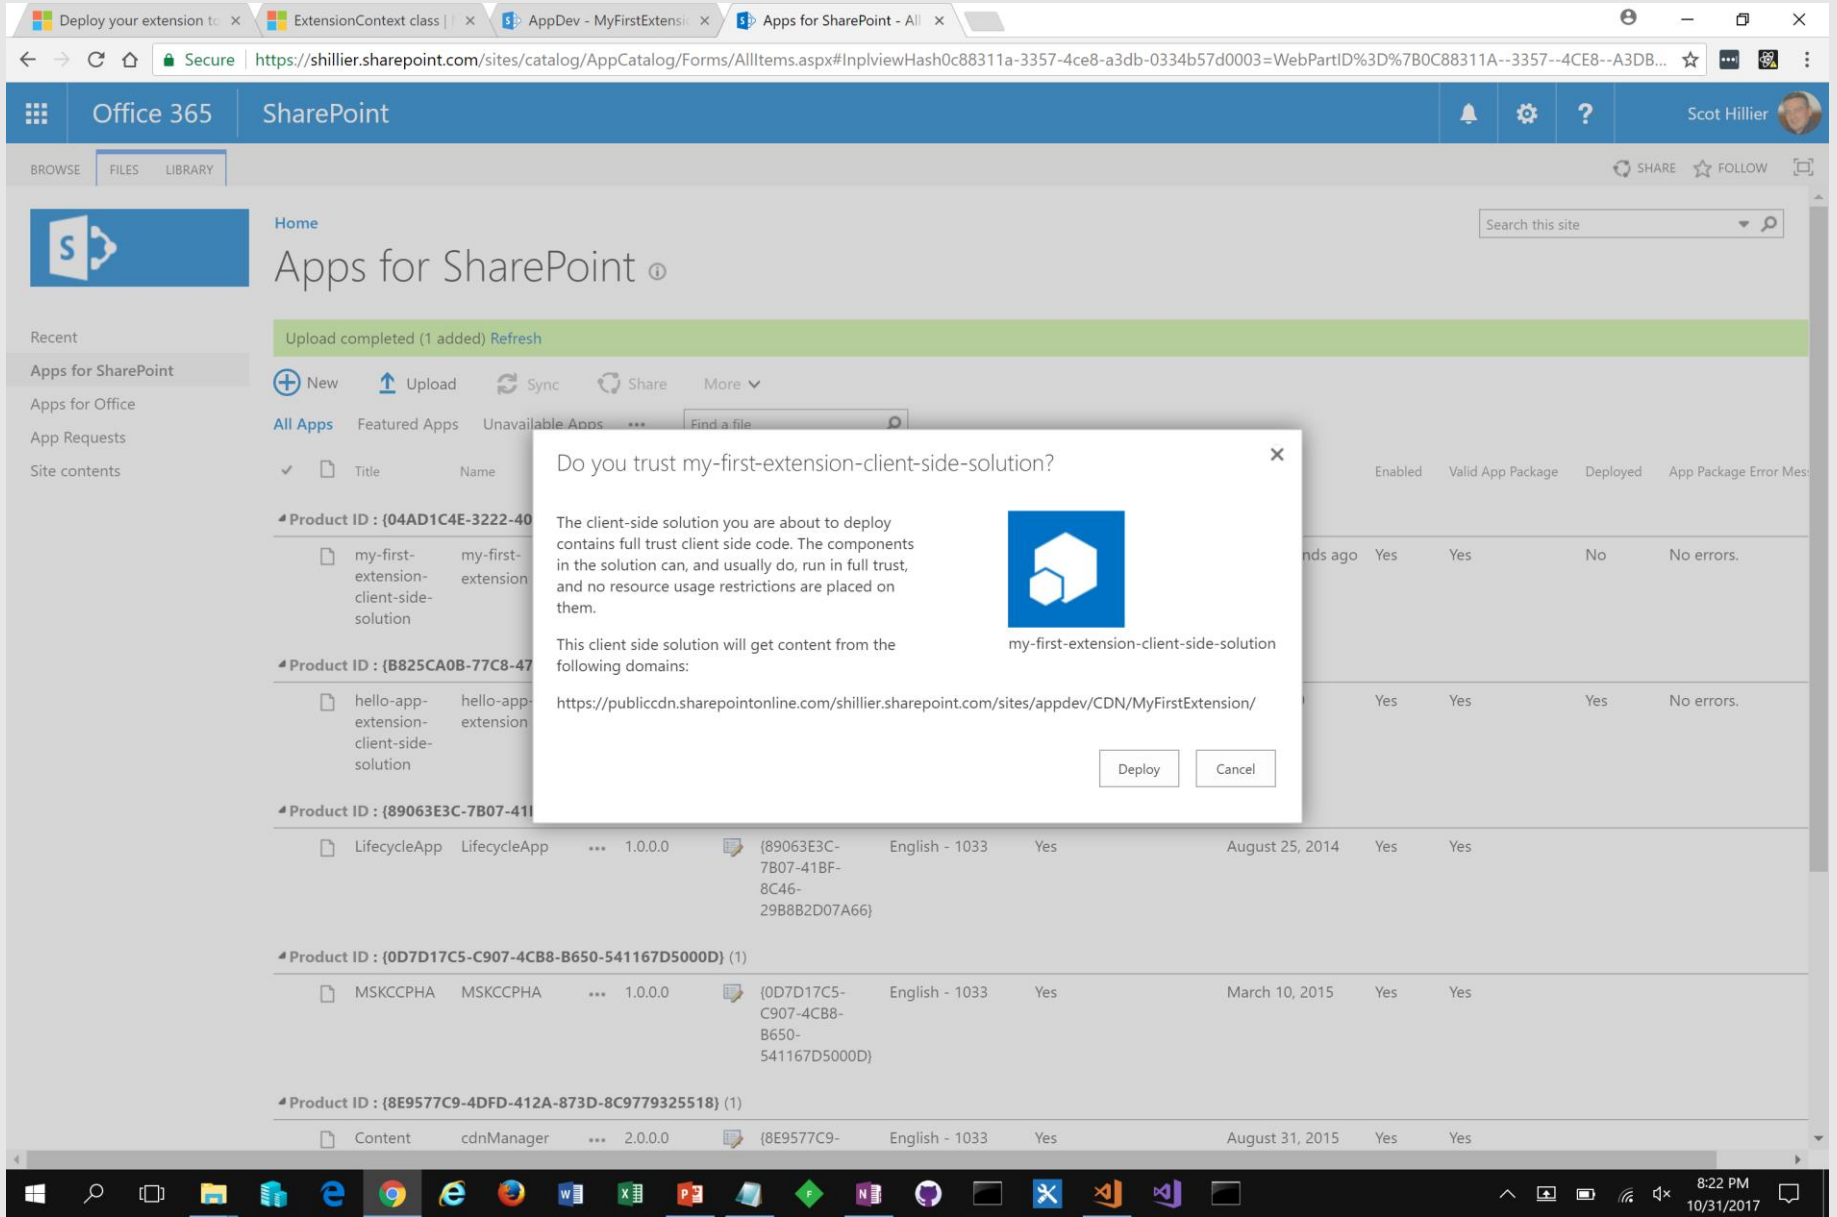 Deploy your extension to
ExtensionContext class |
AppDev - MyFirstExtensi
Apps for SharePoint - All
Secure
https://shillier.sharepoint.com/sites/catalog/AppCatalog/Forms/AllItems.aspx#InplviewHash0c88311a-3357-4ce8-a3db-0334b57d0003=WebPartID%3D%7B0C88311A--3357--4CE8--A3DB...
Office 365
SharePoint
Scot Hillier
BROWSE
FILES
LIBRARY
SHARE
FOLLOW
Home
Search this site
Apps for SharePoint
Upload completed (1 added) Refresh
Recent
Apps for SharePoint
Apps for Office
App Requests
Site contents
New
Upload
Sync
Share
More
All Apps
Featured Apps
Unavailable Apps
Find a file
Title
Name
Enabled
Valid App Package
Deployed
App Package Error Mes
Do you trust my-first-extension-client-side-solution?
The client-side solution you are about to deploy
contains full trust client side code. The components
in the solution can, and usually do, run in full trust,
and no resource usage restrictions are placed on
them.
This client side solution will get content from the
following domains:
https://publiccdn.sharepointonline.com/shillier.sharepoint.com/sites/appdev/CDN/MyFirstExtension/
my-first-extension-client-side-solution
Deploy
Cancel
Product ID : {04AD1C4E-3222-40
my-first-
extension-
client-side-
solution
my-first-
extension
nds ago
Yes
Yes
No
No errors.
Product ID : {B825CA0B-77C8-47
hello-app-
extension-
client-side-
solution
hello-app-
extension
Yes
Yes
Yes
No errors.
Product ID : {89063E3C-7B07-41
LifecycleApp
LifecycleApp
1.0.0.0
{89063E3C-
7B07-41BF-
8C46-
29B8B2D07A66}
English - 1033
Yes
August 25, 2014
Yes
Yes
Product ID : {0D7D17C5-C907-4CB8-B650-541167D5000D} (1)
MSKCCPHA
MSKCCPHA
1.0.0.0
{0D7D17C5-
C907-4CB8-
B650-
541167D5000D}
English - 1033
Yes
March 10, 2015
Yes
Yes
Product ID : {8E9577C9-4DFD-412A-873D-8C9779325518} (1)
Content
cdnManager
2.0.0.0
{8E9577C9-
English - 1033
Yes
August 31, 2015
Yes
Yes
8:22 PM
10/31/2017